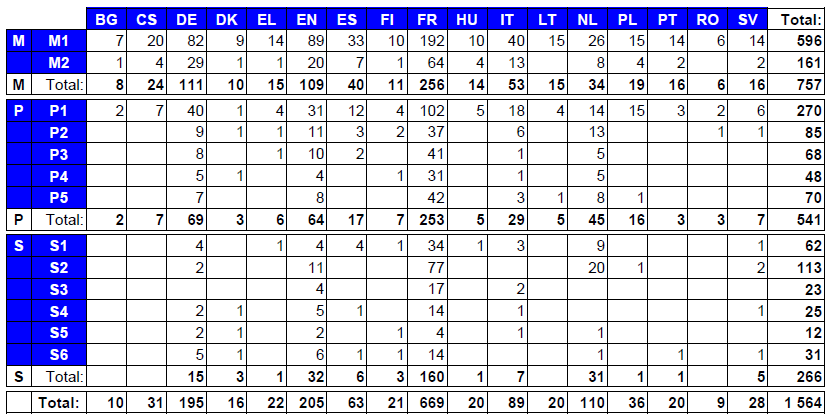 BG CS DE DK EL EN ES FI FR HU IT LT NL PL PT RO SV Total:
M M1 7 20 82 9 14 89 33 10 192 10 40 15 26 15 14 6 14 596
M2 1 4 29 1 1 20 7 1 64 4 13 8 4 2 2 161
M Total: 8 24 111 10 15 109 40 11 256 14 53 15 34 19 16 6 16 757
P P1 2 7 40 1 4 31 12 4 102 5 18 4 14 15 3 2 6 270
P2 9 1 1 11 3 2 37 6 13 1 1 85
P3 8 1 10 2 41 1 5 68
P4 5 1 4 1 31 1 5 48
P5 7 8 42 3 1 8 1 70
P Total: 2 7 69 3 6 64 17 7 253 5 29 5 45 16 3 3 7 541
S S1 4 1 4 4 1 34 1 3 9 1 62
S2 2 11 77 20 1 2 113
S3 4 17 2 23
S4 2 1 5 1 14 1 1 25
S5 2 1 2 1 4 1 1 12
S6 5 1 6 1 1 14 1 1 1 31
S Total: 15 3 1 32 6 3 160 1 7 31 1 1 5 266
Total: 10 31 195 16 22 205 63 21 669 20 89 20 110 36 20 9 28 1 564